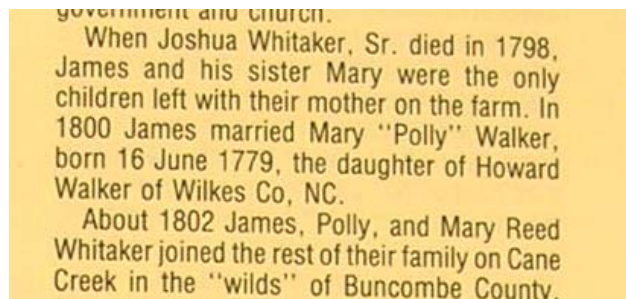 government and church.
When Joshua Whitaker, Sr. died in 1798,
James and his sister Mary were the only
children left with their mother on the farm. In
1800 James married Mary "Polly" Walker,
born 16 June 1779, the daughter of Howard
Walker of Wilkes Co, NC.
About 1802 James, Polly, and Mary Reed
Whitaker joined the rest of their family on Cane
Creek in the "wilds" of Buncombe County,